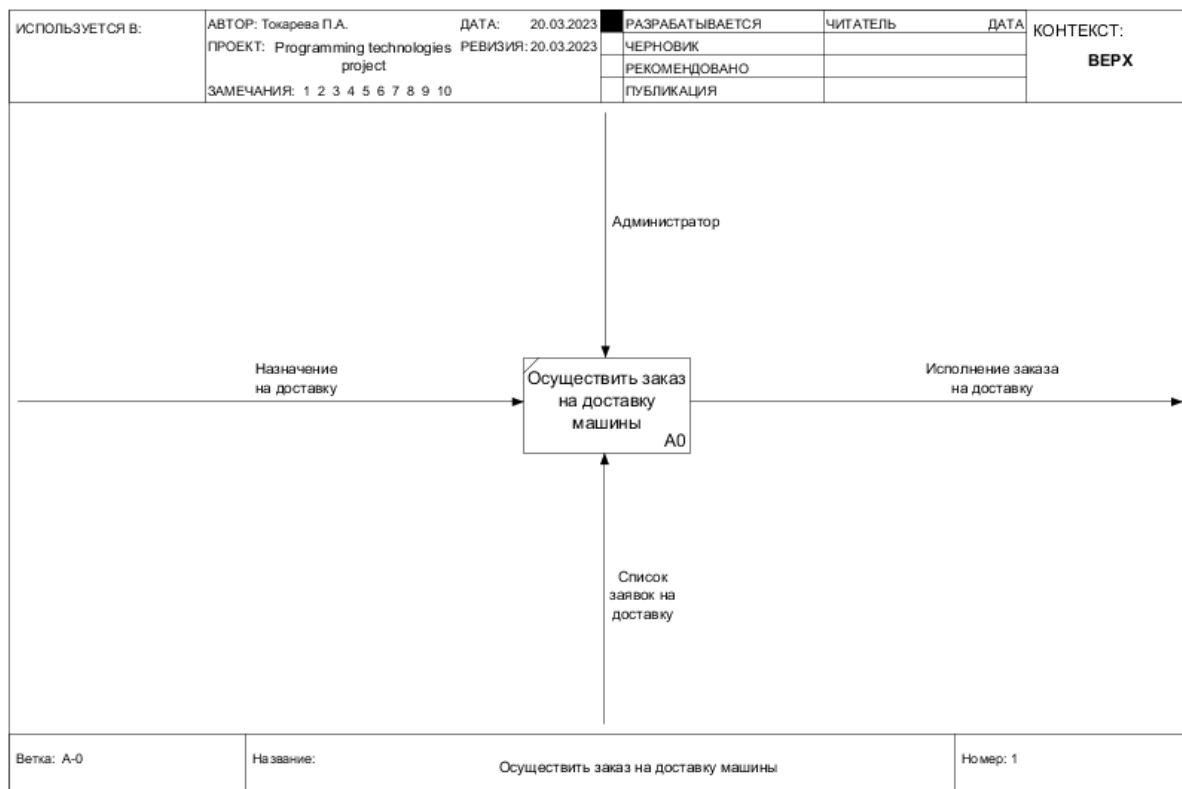 ИСПОЛЬЗУЕТСЯ В:
АВТОР: Токарева П.А.
ДАТА: 20.03.2023
ПРОЕКТ: Programming technologies
project
РЕВИЗИЯ: 20.03.2023
ЗАМЕЧАНИЯ: 1 2 3 4 5 6 7 8 9 10
РАЗРАБАТЫВАЕТСЯ
ЧЕРНОВИК
РЕКОМЕНДОВАНО
ПУБЛИКАЦИЯ
ЧИТАТЕЛЬ
ДАТА
КОНТЕКСТ:
ВЕРХ
Администратор
Назначение
на доставку
Осуществить заказ
на доставку
машины
A0
Исполнение заказа
на доставку
Список
заявок на
доставку
Ветка: A-0
Название:
Осуществить заказ на доставку машины
Номер: 1